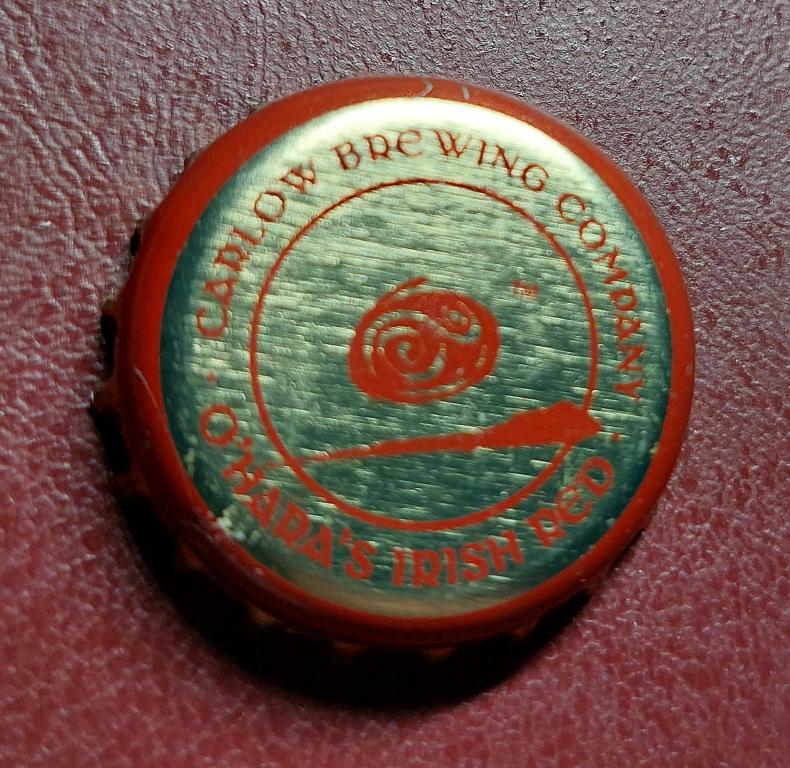 CARLOW BREWING COMPANY
TM
O'HARA'S IRISH RED